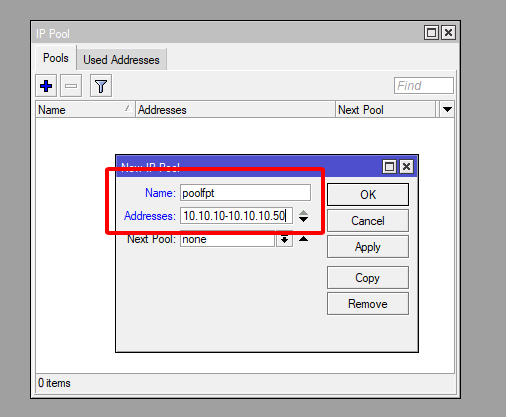 IP Pool
Pools Used Addresses
Find
Name Addresses Next Pool
New IP Pool
Name: poolfpt OK
Addresses: 10.10.10-10.10.10.50 Cancel
Next Pool: none Apply
Copy
Remove
0 items